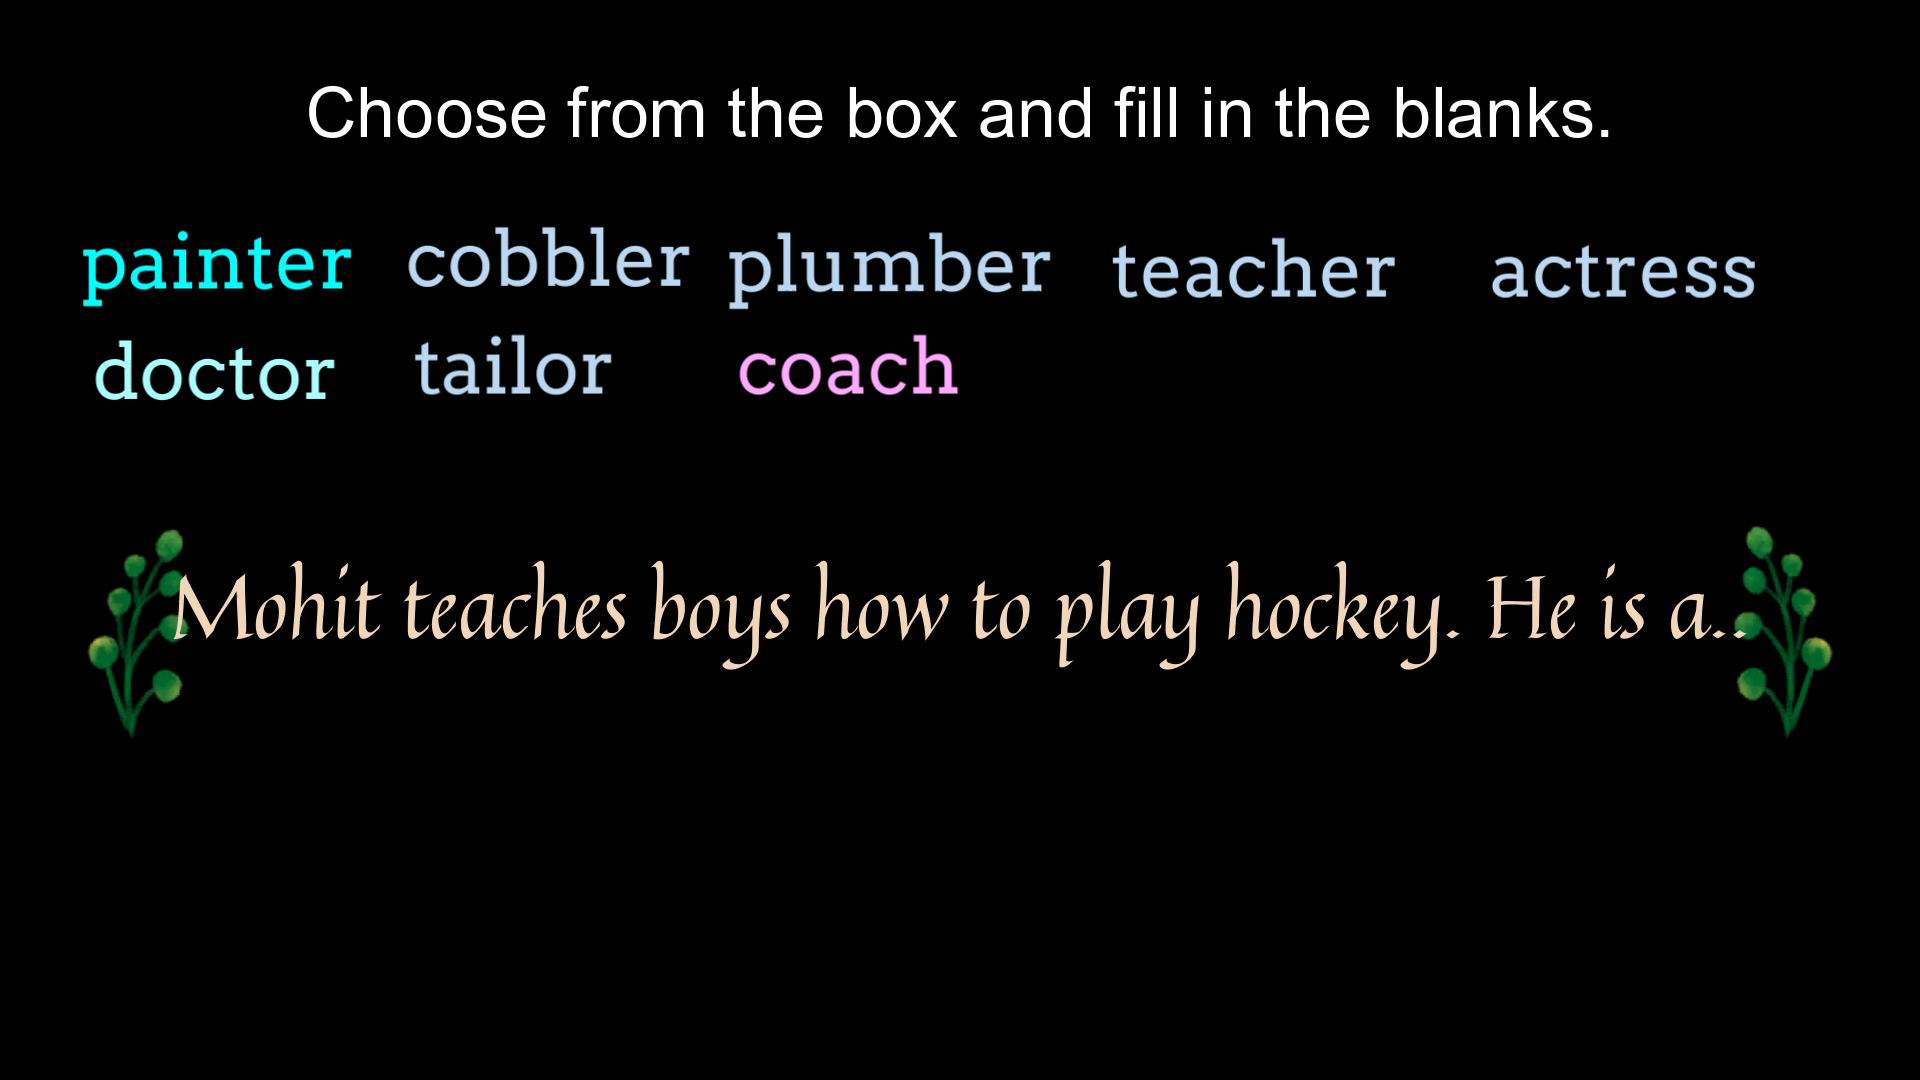 Choose from the box and fill in the blanks.
painter cobbler plumber teacher actress
doctor tailor coach
Mohit teaches boys how to play hockey. He is a..